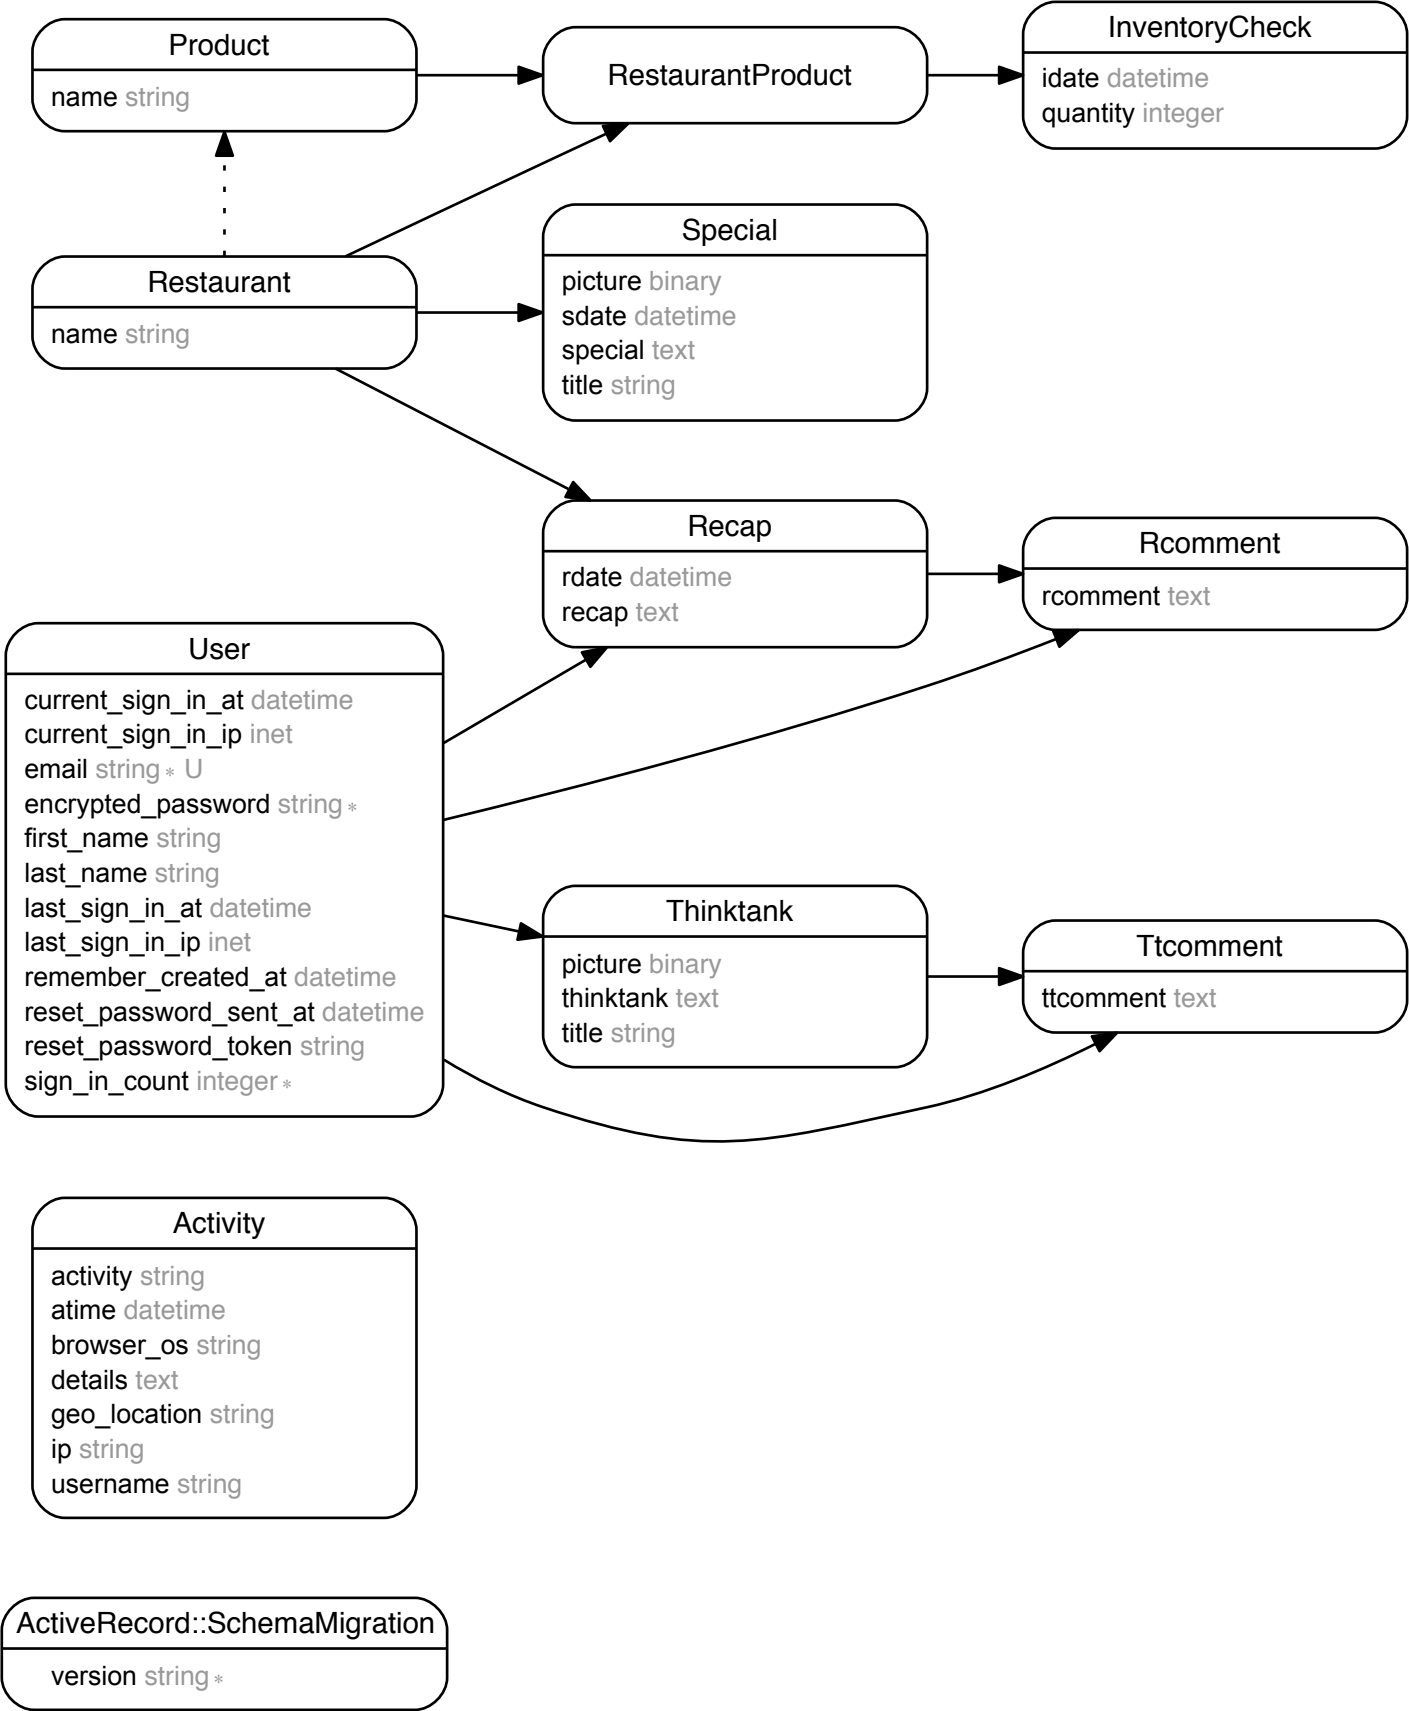 Product
name string
RestaurantProduct
InventoryCheck
idate datetime
quantity integer
Restaurant
name string
Special
picture binary
sdate datetime
special text
title string
Recap
rdate datetime
recap text
Rcomment
rcomment text
User
current_sign_in_at datetime
current_sign_in_ip inet
email string∗ U
encrypted_password string∗
first_name string
last_name string
last_sign_in_at datetime
last_sign_in_ip inet
remember_created_at datetime
reset_password_sent_at datetime
reset_password_token string
sign_in_count integer∗
Thinktank
picture binary
thinktank text
title string
Ttcomment
ttcomment text
Activity
activity string
atime datetime
browser_os string
details text
geo_location string
ip string
username string
ActiveRecord::SchemaMigration
version string∗